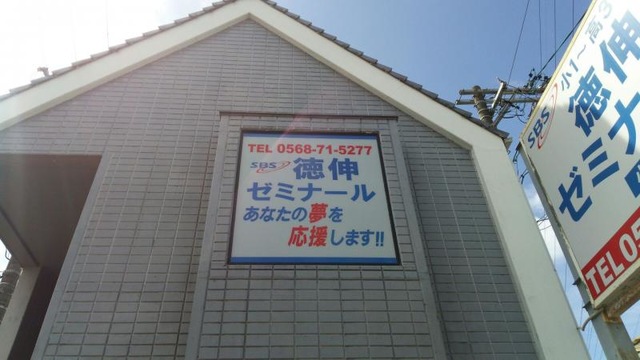 TEL 0568-71-5277
SBS 徳伸
ゼミナール
あなたの夢を
応援します!!
小1〜高3
SBS 徳伸
ゼミナ
TEL 056